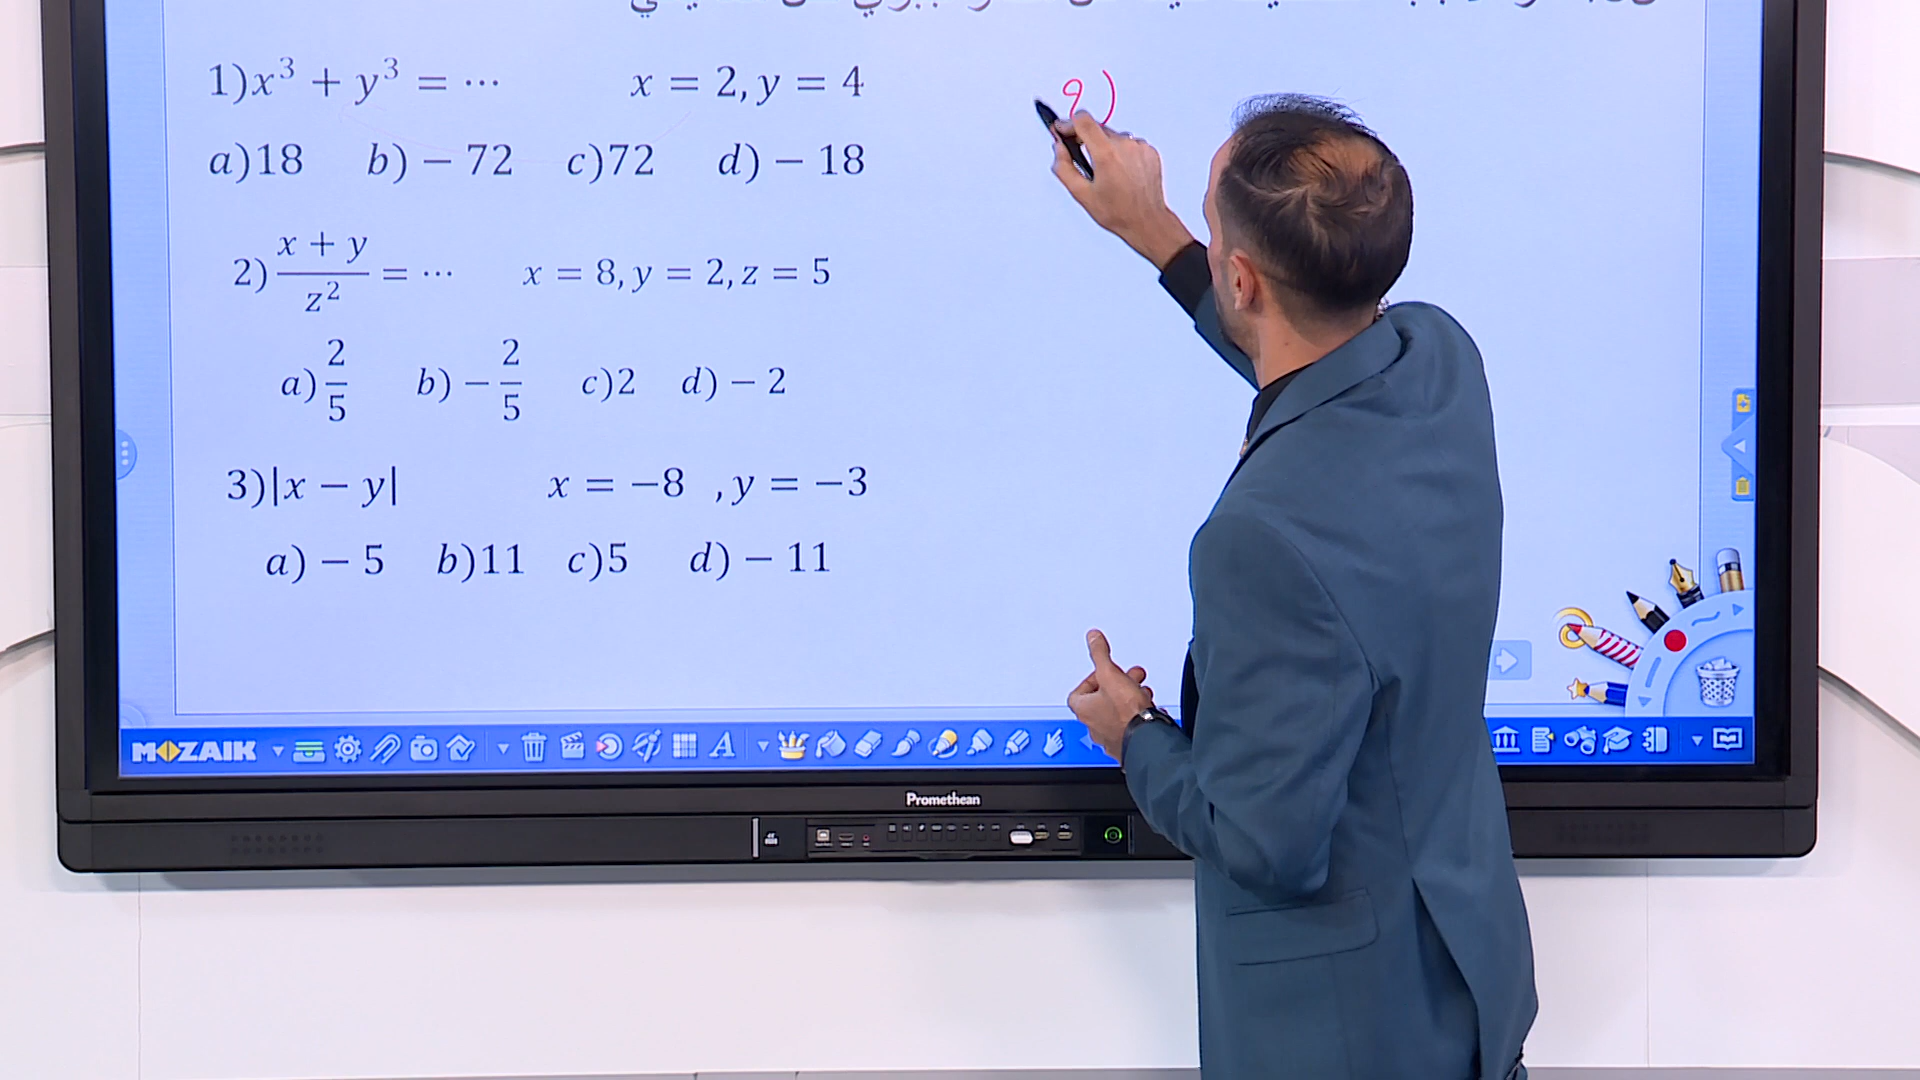 1)x³ + y³ = ⋯ x = 2, y = 4
9)
a)18 b) − 72 c)72 d) − 18
2) (x + y)/z² = ⋯ x = 8, y = 2, z = 5
a) 2/5 b) − 2/5 c)2 d) − 2
3)|x − y| x = −8 , y = −3
a) − 5 b)11 c)5 d) − 11
MOZAIK
Promethean